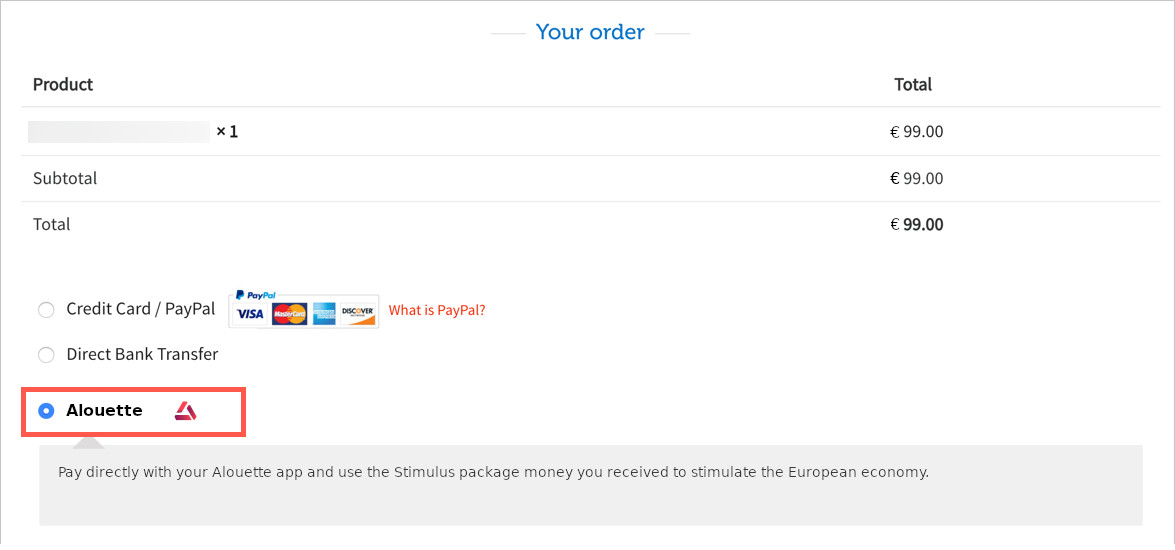 Your order
Product Total
× 1 € 99.00
Subtotal € 99.00
Total € 99.00
Credit Card / PayPal PayPal VISA MasterCard DISCOVER What is PayPal?
Direct Bank Transfer
Alouette
Pay directly with your Alouette app and use the Stimulus package money you received to stimulate the European economy.